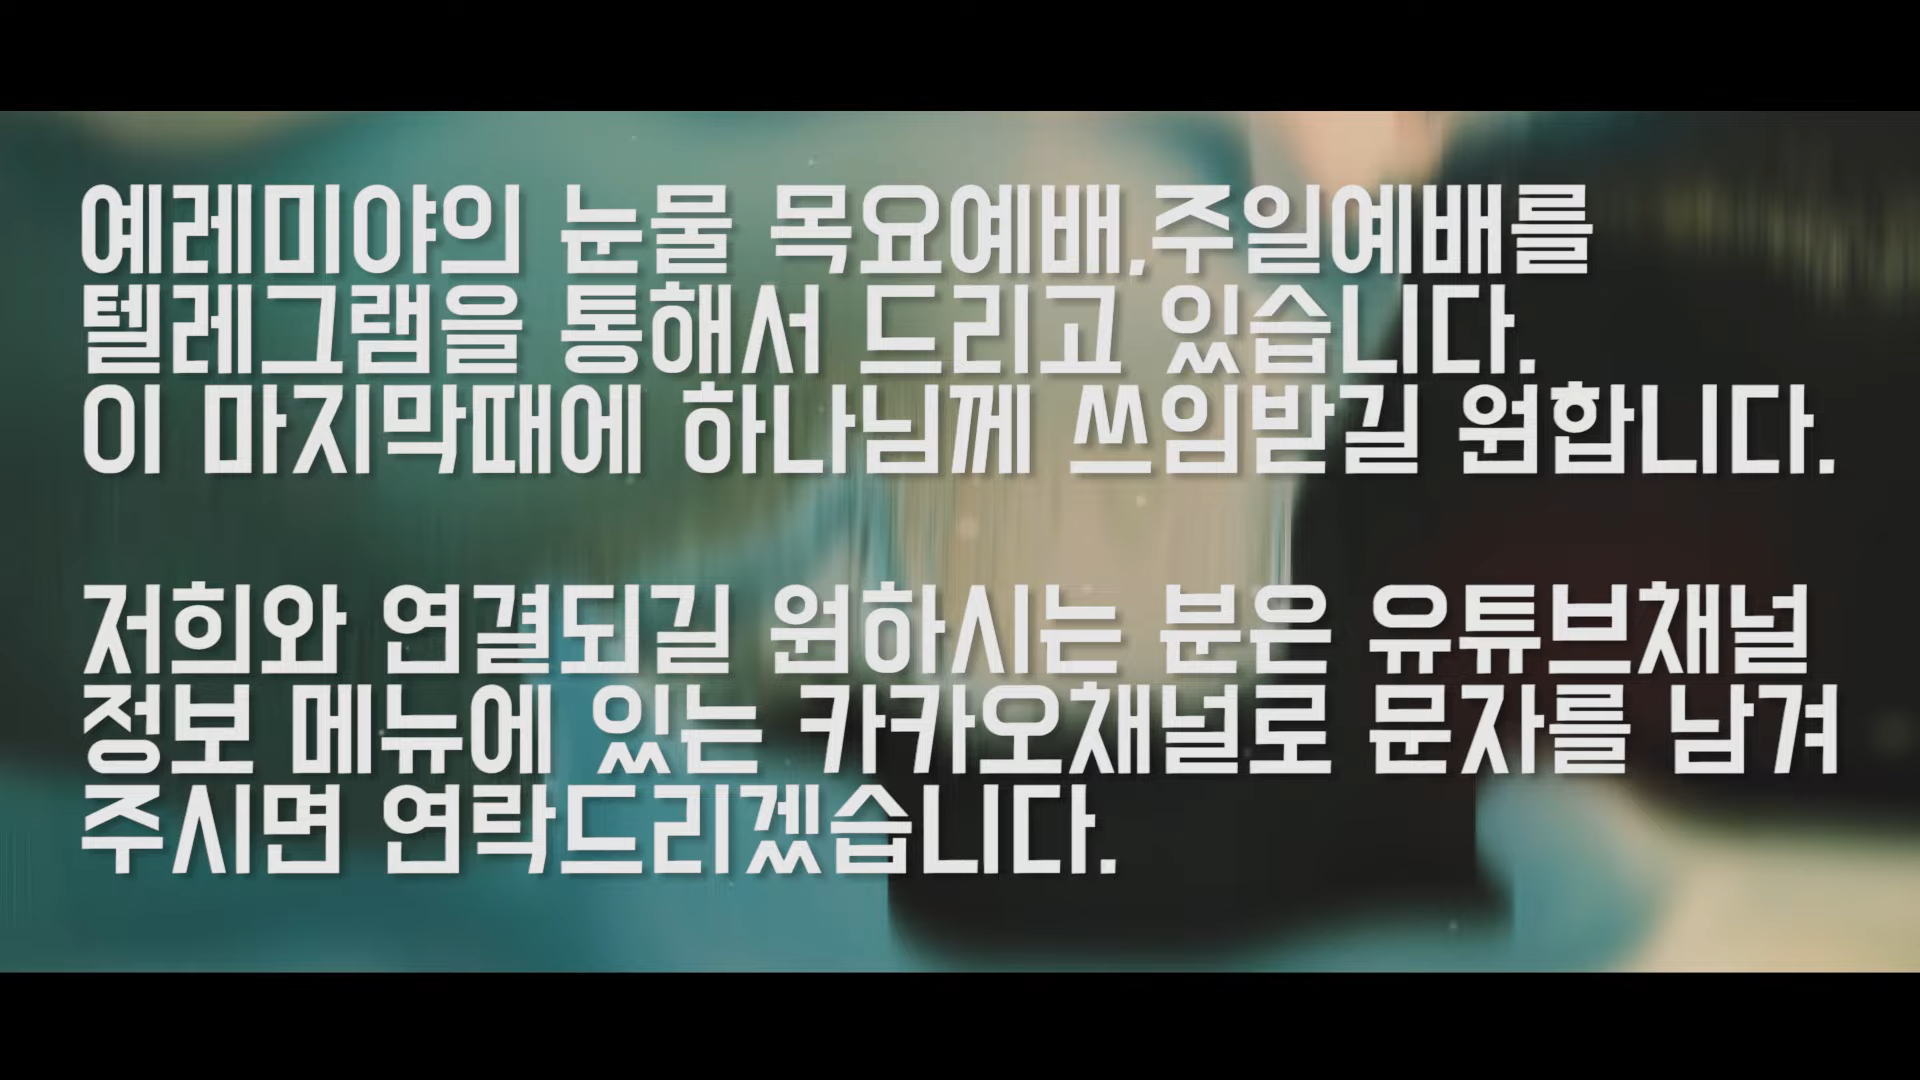 예레미야의 눈물 목요예배,주일예배를
텔레그램을 통해서 드리고 있습니다.
이 마지막때에 하나님께 쓰임받길 원합니다.
저희와 연결되길 원하시는 분은 유튜브채널
정보 메뉴에 있는 카카오채널로 문자를 남겨
주시면 연락드리겠습니다.